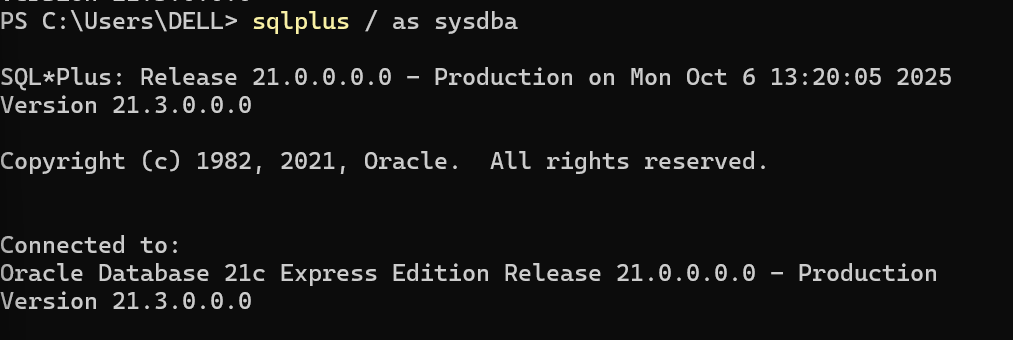 PS C:\Users\DELL> sqlplus / as sysdba
SQL*Plus: Release 21.0.0.0.0 - Production on Mon Oct 6 13:20:05 2025
Version 21.3.0.0.0
Copyright (c) 1982, 2021, Oracle.  All rights reserved.
Connected to:
Oracle Database 21c Express Edition Release 21.0.0.0.0 - Production
Version 21.3.0.0.0